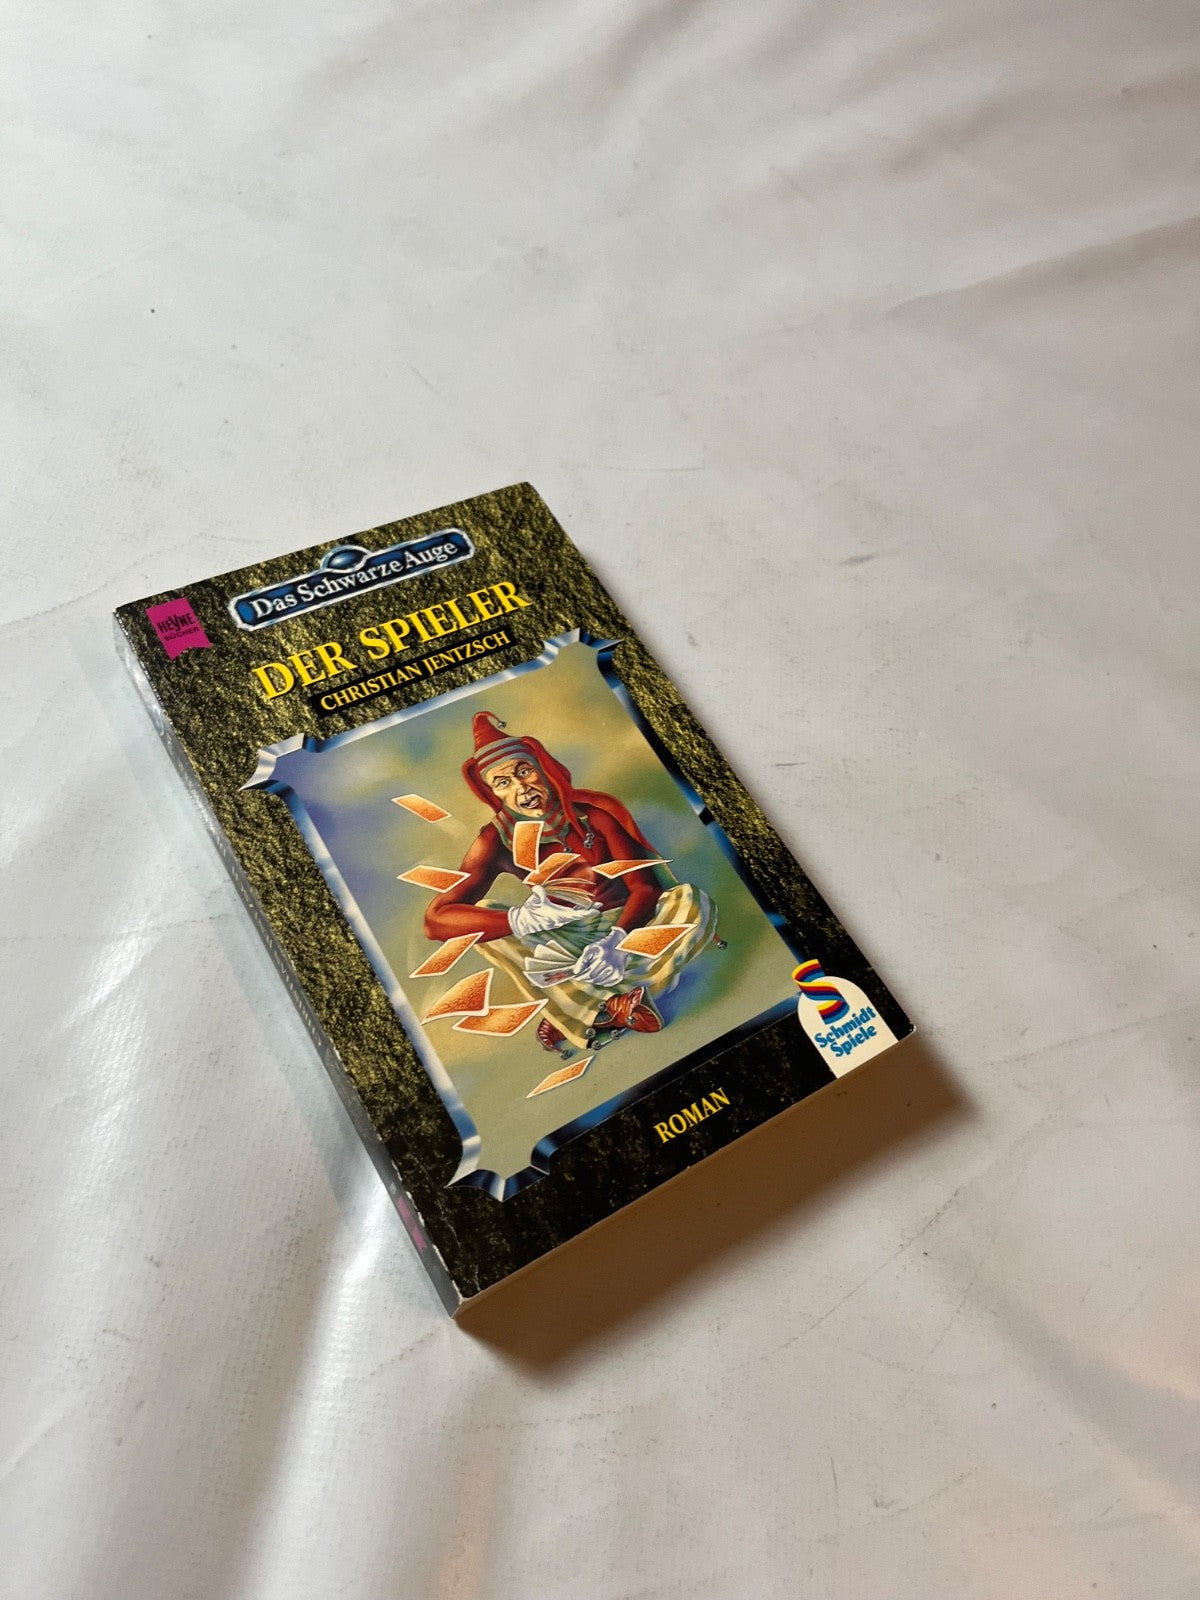 Das Schwarze Auge
HEYNE
BÜCHER
DER SPIELER
CHRISTIAN JENTZSCH
Schmidt
Spiele
ROMAN